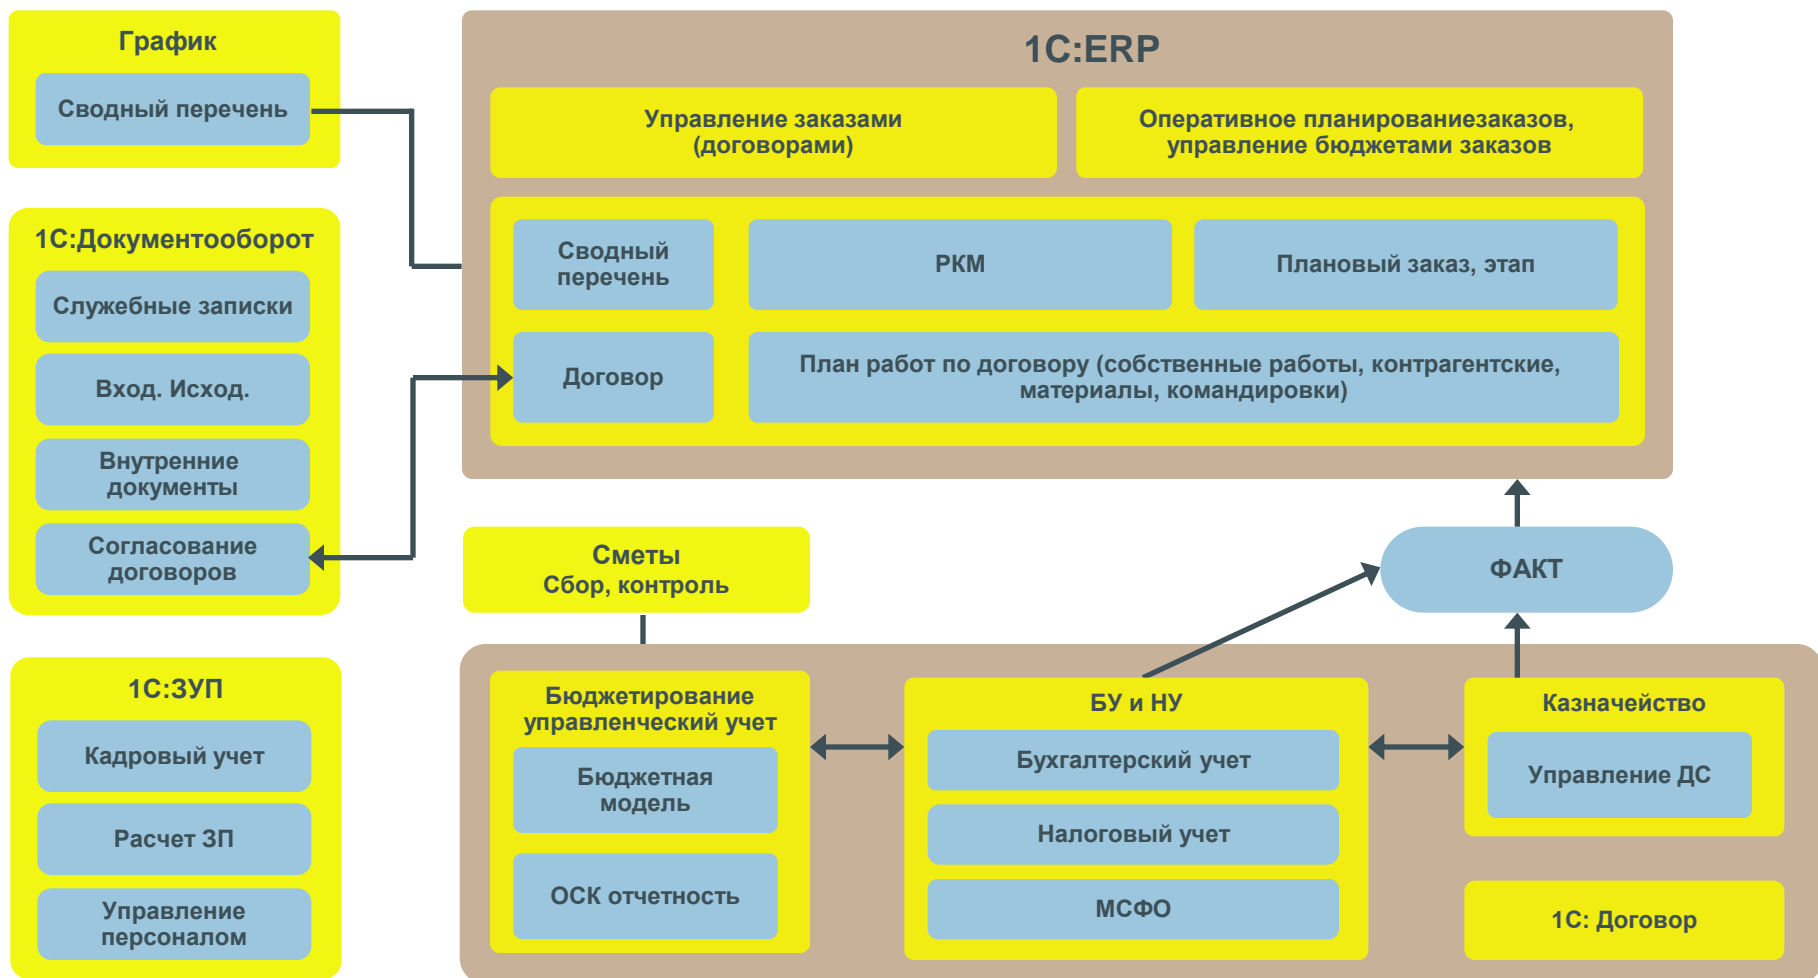 График
Сводный перечень
1С:Документооборот
Служебные записки
Вход. Исход.
Внутренние
документы
Согласование
договоров
1С:ЗУП
Кадровый учет
Расчет ЗП
Управление
персоналом
1С:ERP
Управление заказами
(договорами)
Оперативное планированиезаказов,
управление бюджетами заказов
Сводный
перечень
РКМ
Плановый заказ, этап
Договор
План работ по договору (собственные работы, контрагентские,
материалы, командировки)
Сметы
Сбор, контроль
ФАКТ
Бюджетирование
управленческий учет
Бюджетная
модель
ОСК отчетность
БУ и НУ
Бухгалтерский учет
Налоговый учет
МСФО
Казначейство
Управление ДС
1С: Договор